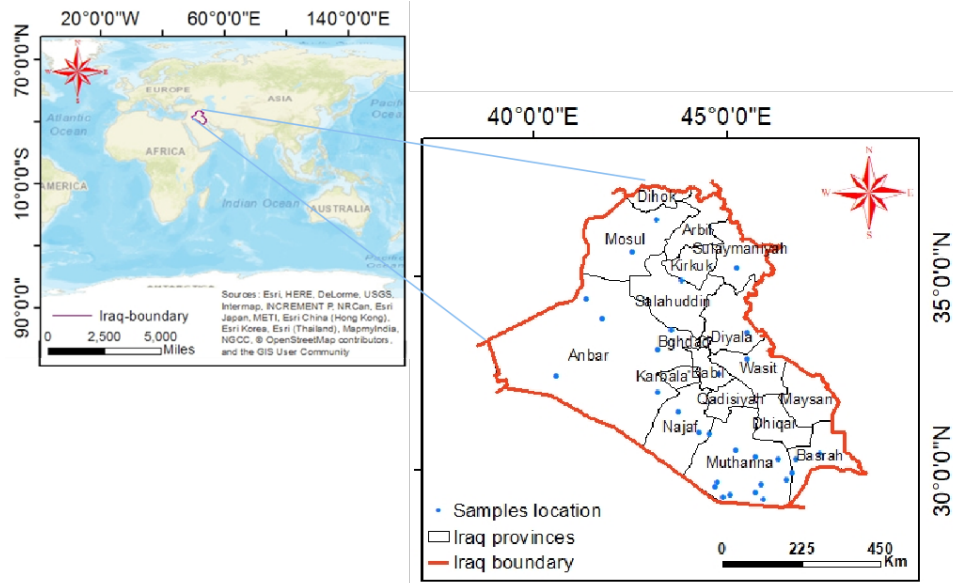 20°0'0"W 60°0'0"E 140°0'0"E
70°0'0"N
10°0'0"S
90°0'0"
EUROPE
ASIA
Atlantic
Ocean
Pacific
AFRICA
AMERICA
Indian Ocean
AUSTRALIA
Iraq-boundary
0 2,500 5,000
Miles
Sources: Esri, HERE, DeLorme, USGS,
Intermap, INCREMENT P, NRCan, Esri
Japan, METI, Esri China (Hong Kong),
Esri Korea, Esri (Thailand), MapmyIndia,
NGCC, © OpenStreetMap contributors,
and the GIS User Community
40°0'0"E 45°0'0"E
35°0'0"N
30°0'0"N
N
W E
S
Dihok
Arbil
Mosul
Sulaymaniyah
Kirkuk
Salahuddin
Diyala
Bghdad
Anbar
Wasit
Karbala
Babil
Qadisiyah
Maysan
Dhiqar
Najaf
Basrah
Muthanna
Samples location
Iraq provinces
Iraq boundary
0 225 450
Km